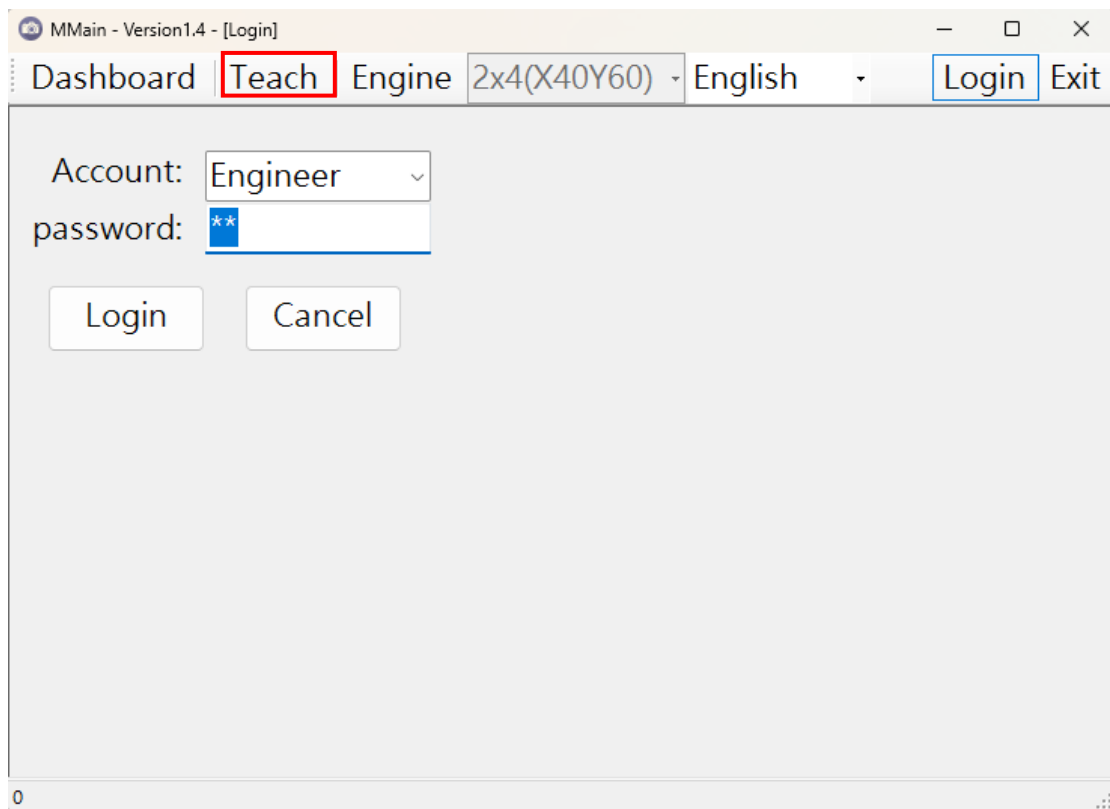 MMain - Version1.4 - [Login]
Dashboard Teach Engine 2x4(X40Y60) English Login Exit
Account: Engineer
password: **
Login Cancel
0